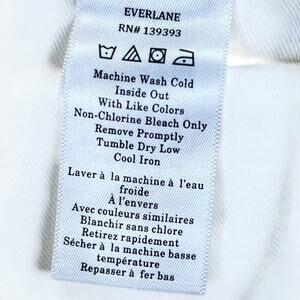 EVERLANE
RN# 139393
Machine Wash Cold
Inside Out
With Like Colors
Non-Chlorine Bleach Only
Remove Promptly
Tumble Dry Low
Cool Iron
Laver à la machine à l'eau
froide
À l'envers
Avec couleurs similaires
Blanchir sans chlore
Retirez rapidement
Sécher à la machine basse
température
Repasser à fer bas